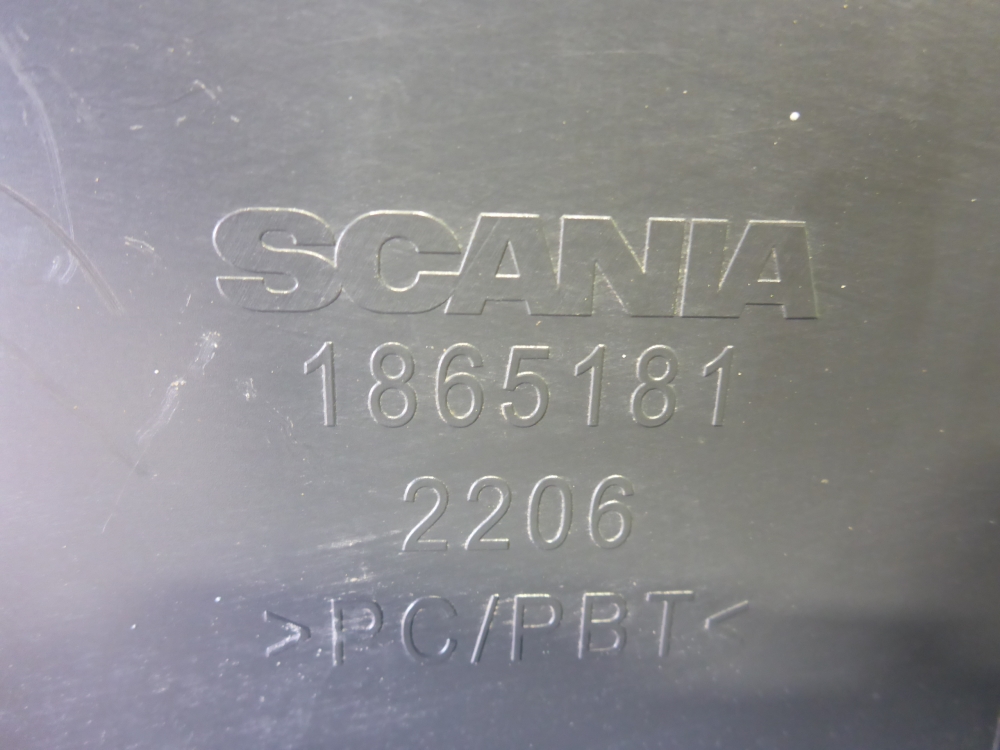 SCANIA
1865181
2206
>PC/PBT<